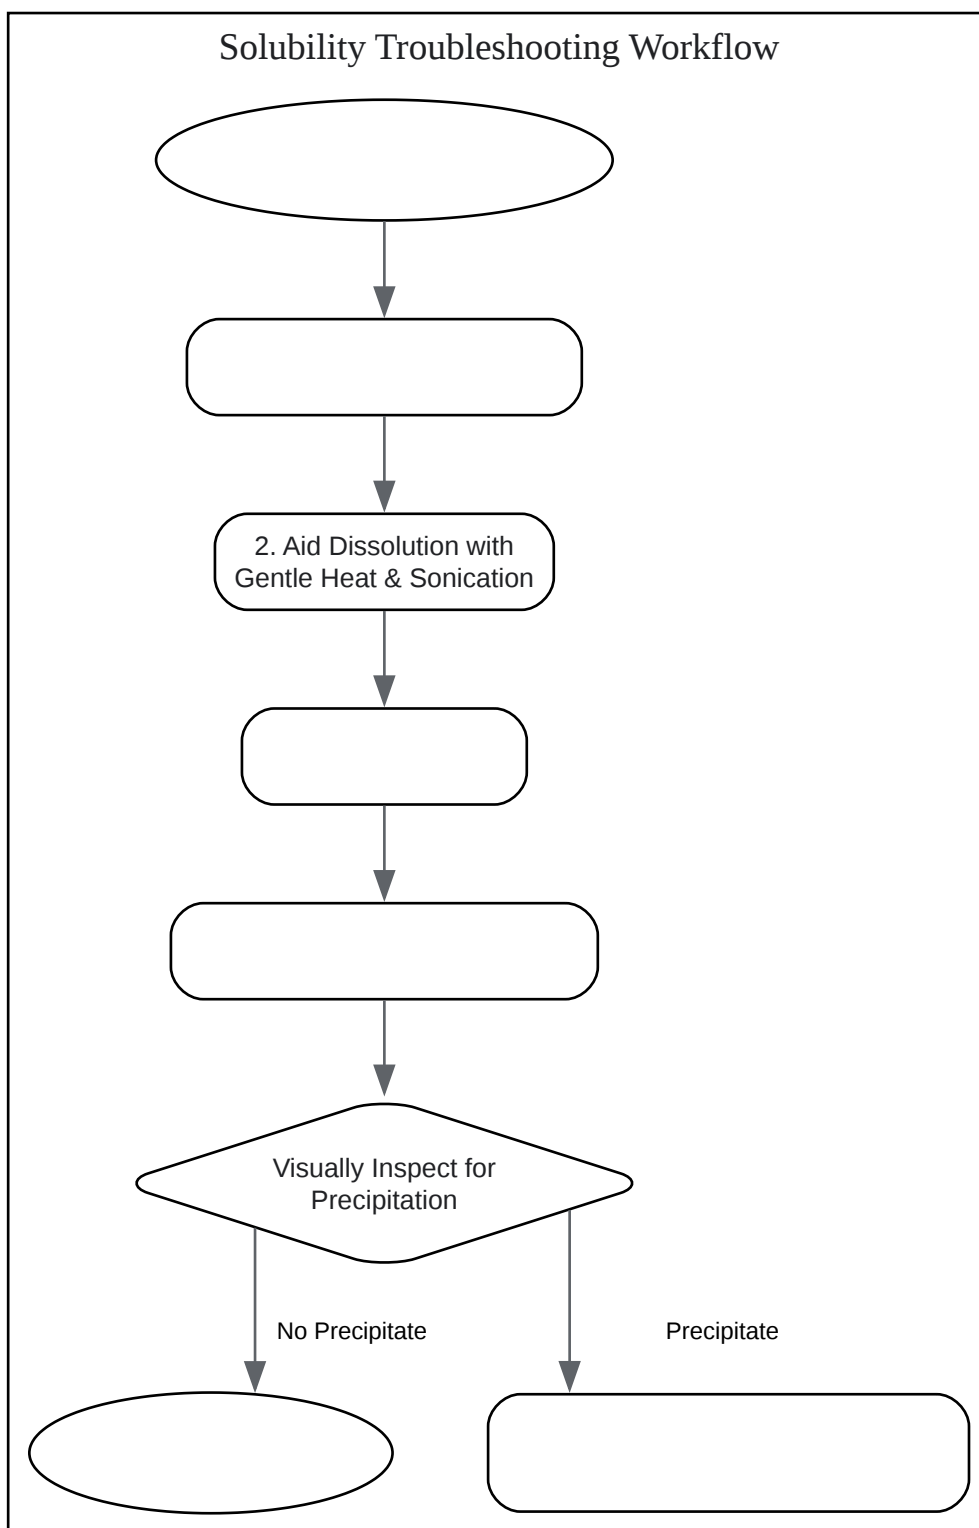 Solubility Troubleshooting Workflow
2. Aid Dissolution with
Gentle Heat & Sonication
Visually Inspect for
Precipitation
No Precipitate
Precipitate